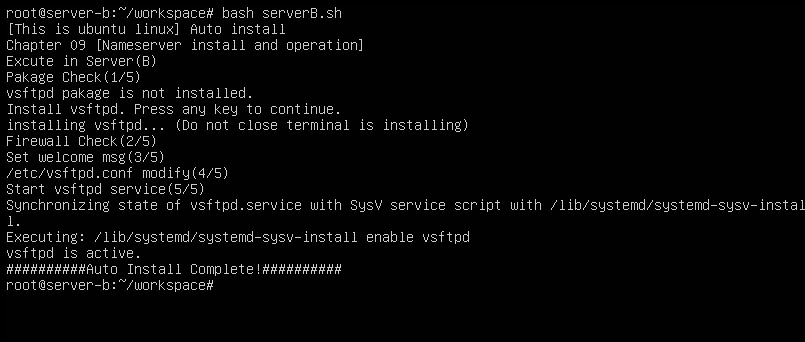 root@server-b:~/workspace# bash serverB.sh
[This is ubuntu linux] Auto install
Chapter 09 [Nameserver install and operation]
Excute in Server(B)
Pakage Check(1/5)
vsftpd pakage is not installed.
Install vsftpd. Press any key to continue.
installing vsftpd... (Do not close terminal is installing)
Firewall Check(2/5)
Set welcome msg(3/5)
/etc/vsftpd.conf modify(4/5)
Start vsftpd service(5/5)
Synchronizing state of vsftpd.service with SysV service script with /lib/systemd/systemd-sysv-instal
l.
Executing: /lib/systemd/systemd-sysv-install enable vsftpd
vsftpd is active.
##########Auto Install Complete!##########
root@server-b:~/workspace#